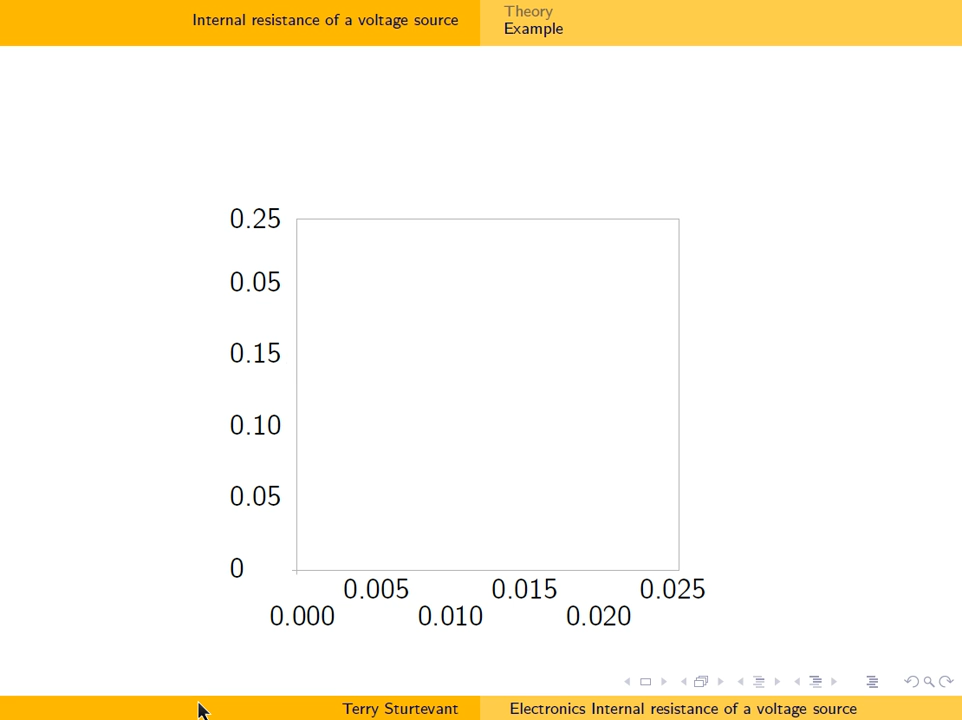 Internal resistance of a voltage source
Theory
Example
0.25
0.05
0.15
0.10
0.05
0
0.005 0.015 0.025
0.000 0.010 0.020
Terry Sturtevant
Electronics Internal resistance of a voltage source